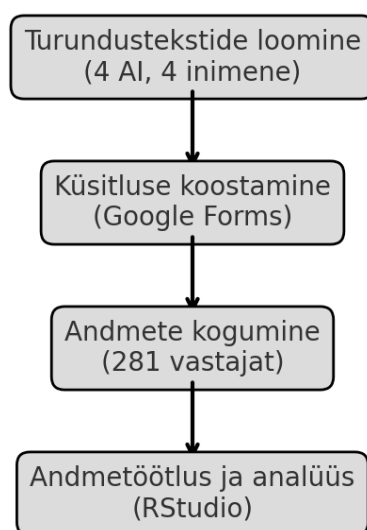 Turundustekstide loomine
(4 AI, 4 inimene)
Küsitluse koostamine
(Google Forms)
Andmete kogumine
(281 vastajat)
Andmetöötlus ja analüüs
(RStudio)